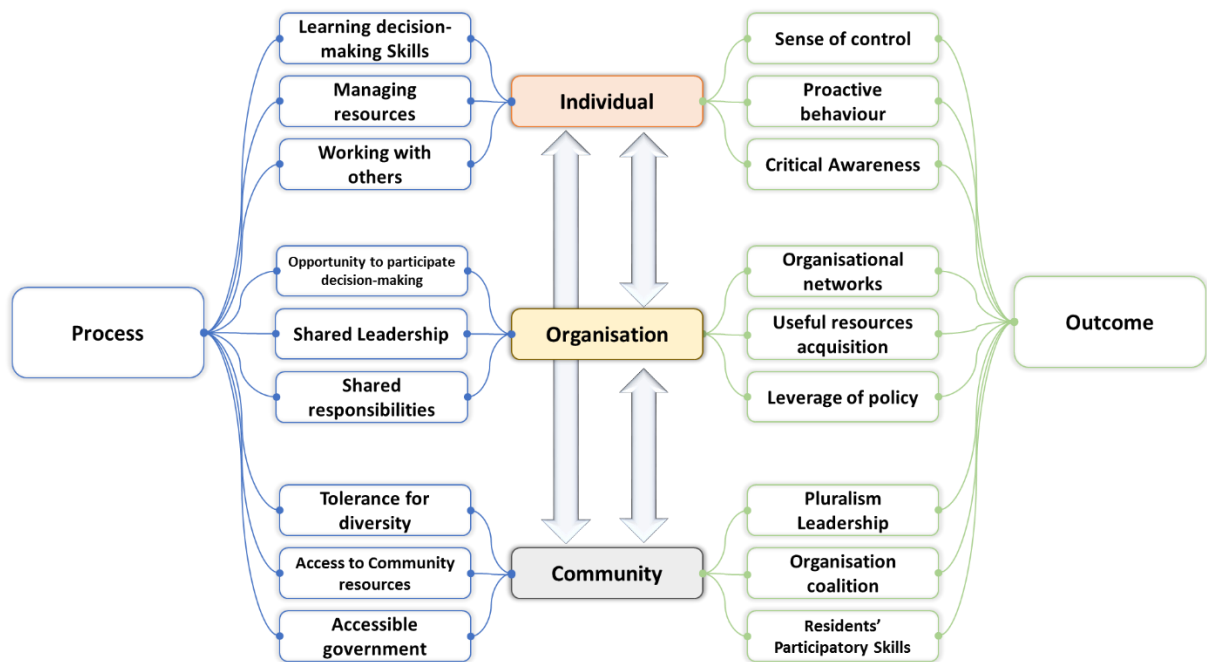 Learning decision-
making Skills
Managing
resources
Working with
others
Individual
Sense of control
Proactive
behaviour
Critical Awareness
Process
Opportunity to participate
decision-making
Shared Leadership
Shared
responsibilities
Organisation
Organisational
networks
Useful resources
acquisition
Leverage of policy
Outcome
Tolerance for
diversity
Access to Community
resources
Accessible
government
Community
Pluralism
Leadership
Organisation
coalition
Residents’
Participatory Skills